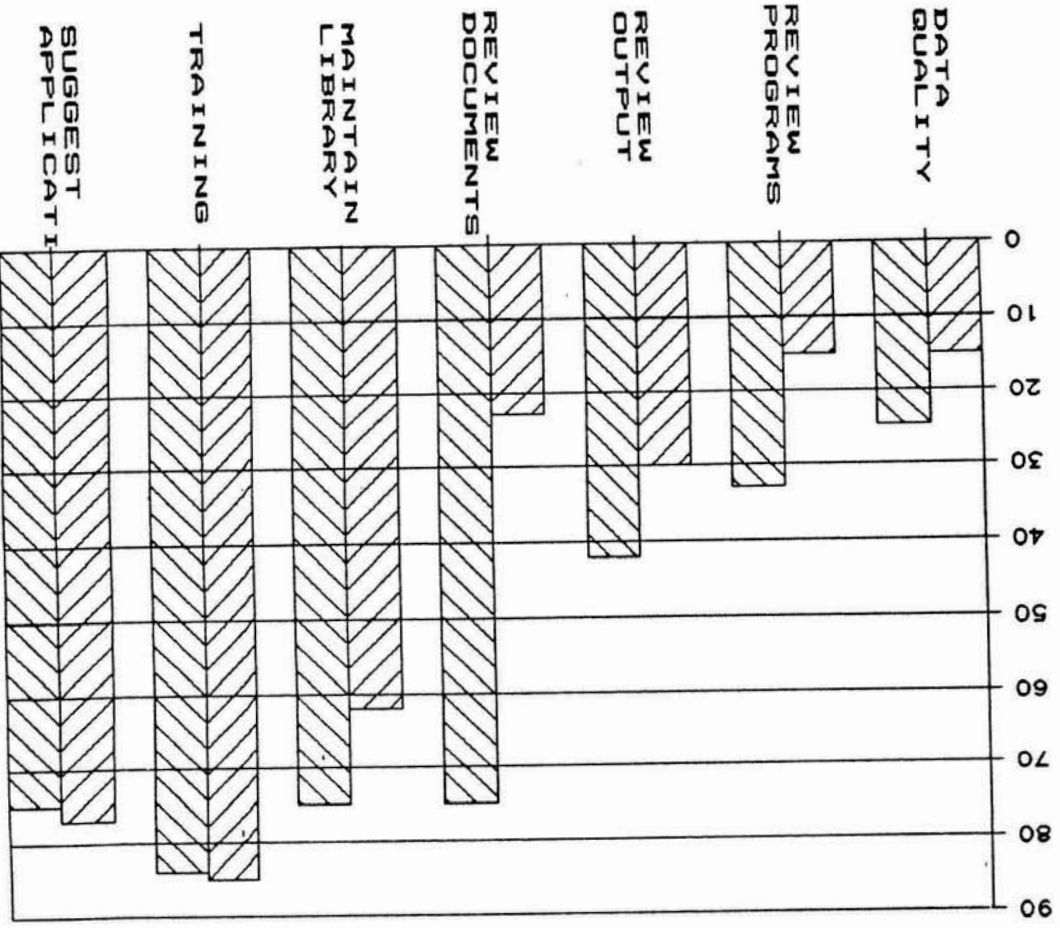 90
80
70
60
50
40
30
20
10
0
DATA
QUALITY
REVIEW
PROGRAMS
REVIEW
OUTPUT
REVIEW
DOCUMENTS
MAINTAIN
LIBRARY
TRAINING
SUGGEST
APPLICATI